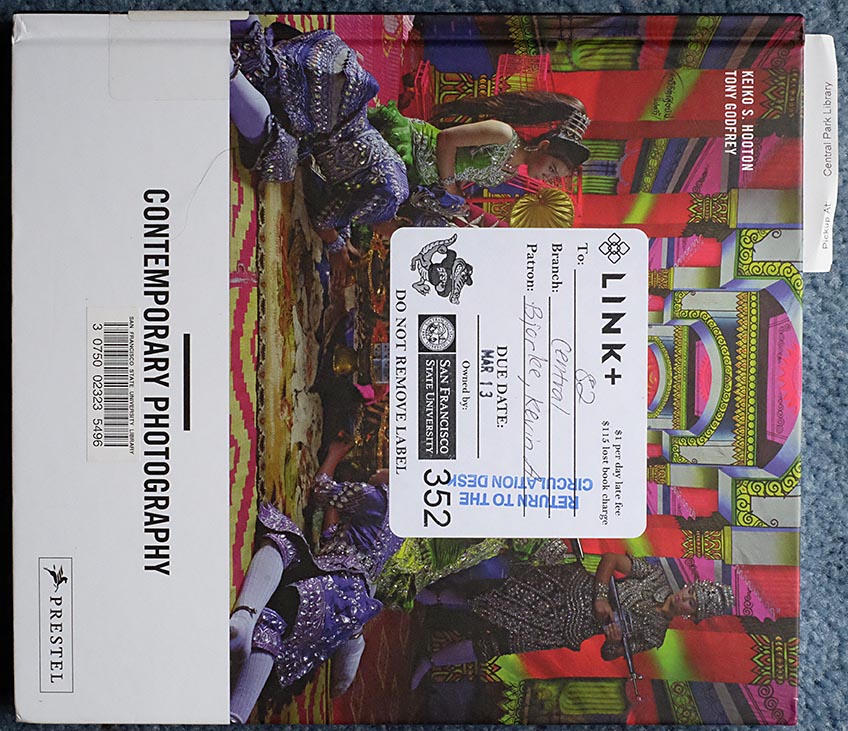 KEIKO S. HOOTON
TONY GODFREY
Pickup At: Central Park Library
LINK+
$1 per day late fee
$115 lost book charge
To: 82
Branch: Central
Patron: Bjorke, Kevin A
RETURN TO THE
CIRCULATION DESK
DUE DATE:
MAR 13
Owned by:
SAN FRANCISCO
STATE UNIVERSITY
352
DO NOT REMOVE LABEL
CONTEMPORARY PHOTOGRAPHY
SAN FRANCISCO STATE UNIVERSITY LIBRARY
3 0750 02323 5496
PRESTEL